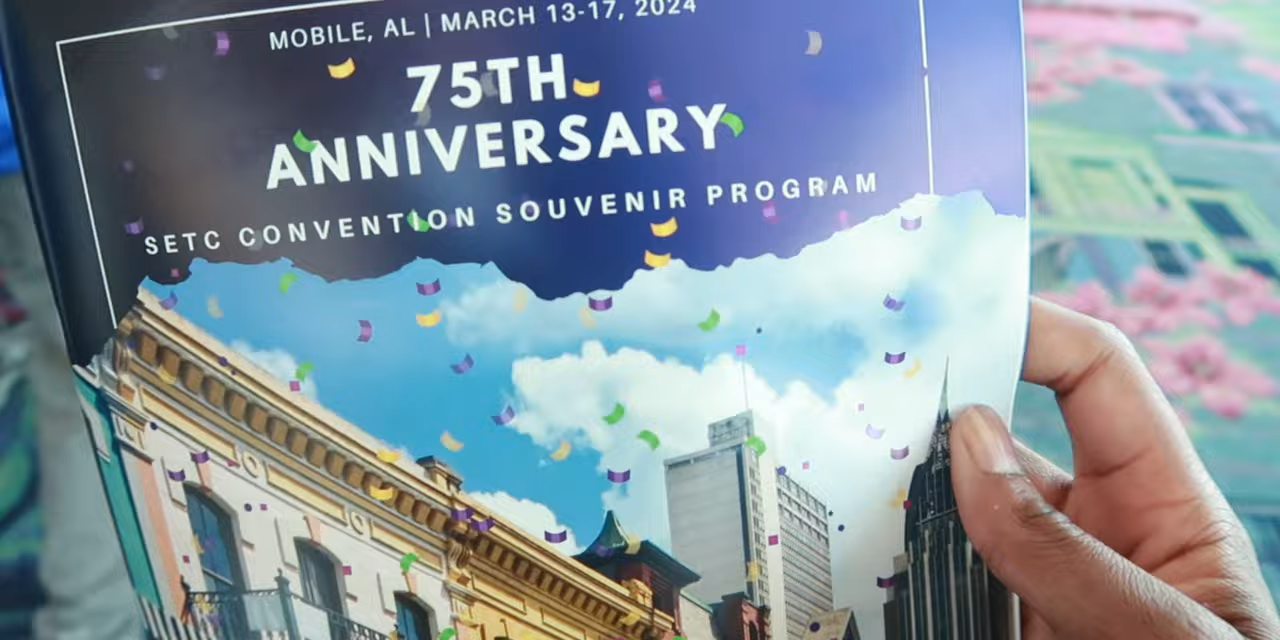 MOBILE, AL | MARCH 13-17, 2024
75TH
ANNIVERSARY
SETC CONVENTION SOUVENIR PROGRAM